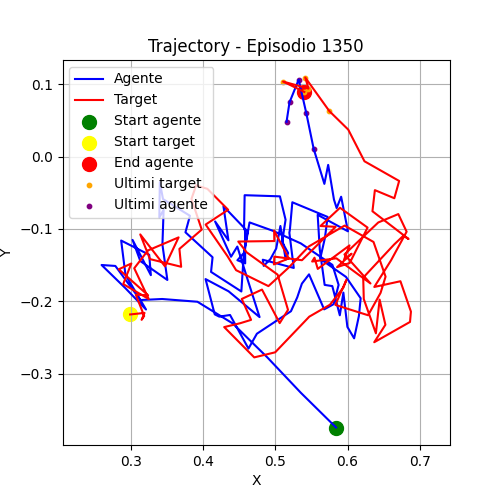 Trajectory - Episodio 1350
Agente
Target
Start agente
Start target
End agente
Ultimi target
Ultimi agente
0.1
0.0
−0.1
−0.2
−0.3
Y
0.3
0.4
0.5
0.6
0.7
X